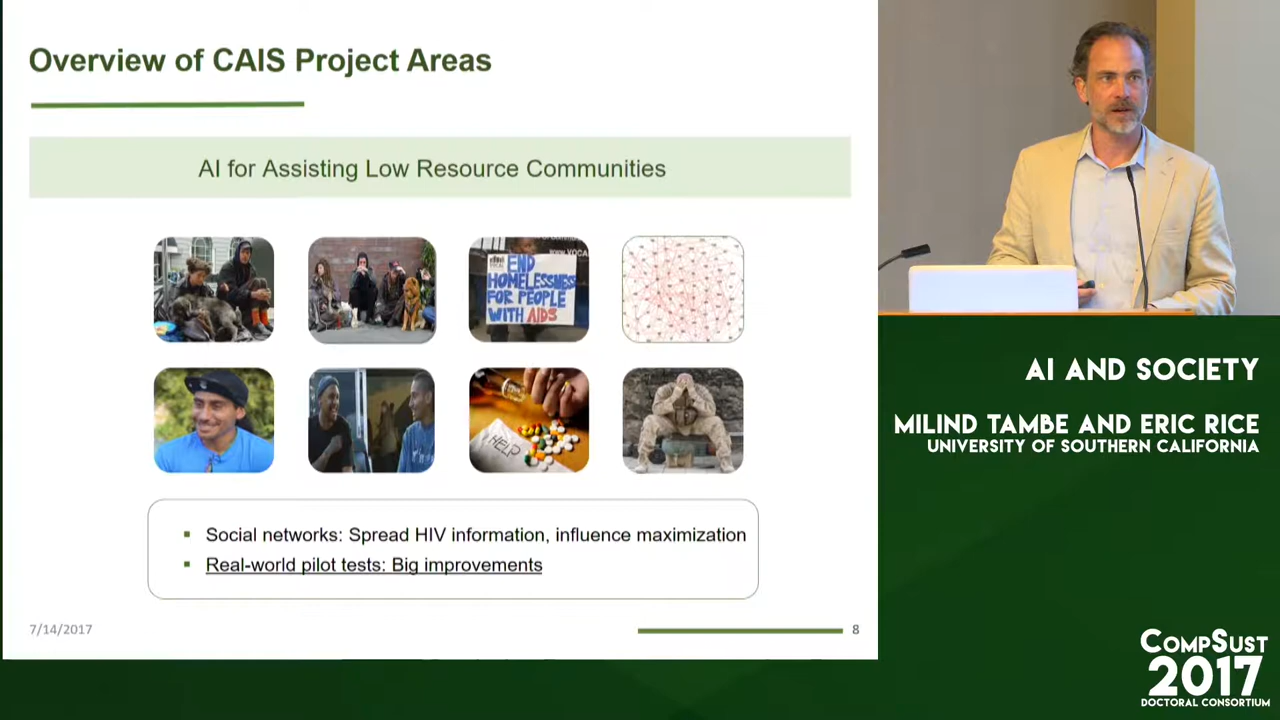 Overview of CAIS Project Areas
AI for Assisting Low Resource Communities
END
HOMELESSNESS
FOR PEOPLE
WITH AIDS
HELP
Social networks: Spread HIV information, influence maximization
Real-world pilot tests: Big improvements
7/14/2017
8
AI AND SOCIETY
MILIND TAMBE AND ERIC RICE
UNIVERSITY OF SOUTHERN CALIFORNIA
COMPSUST
2017
DOCTORAL CONSORTIUM